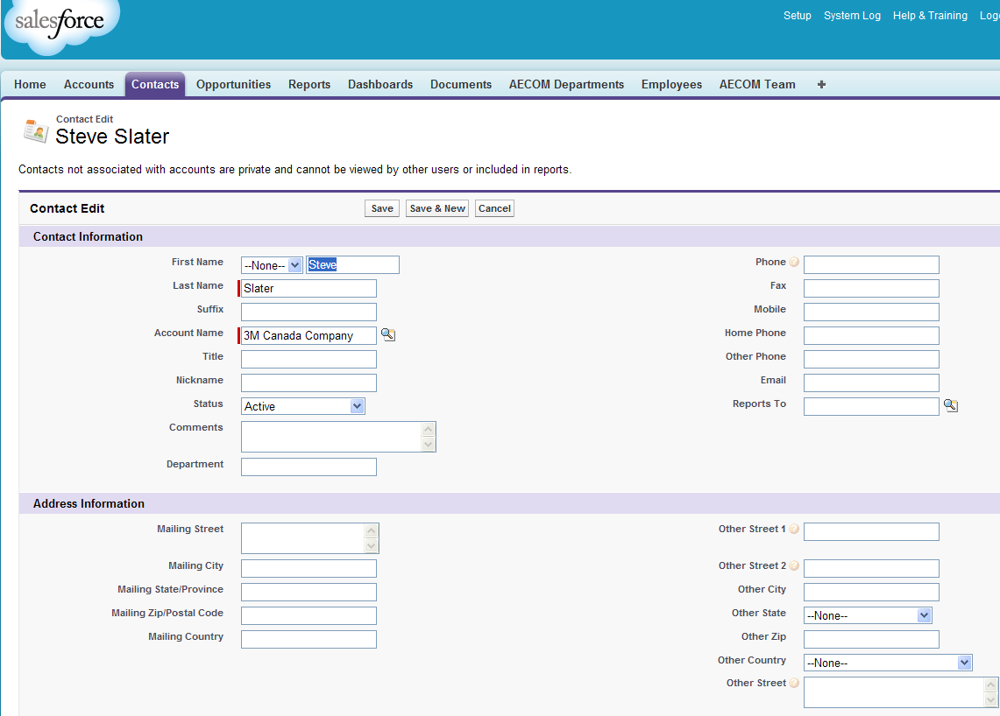 salesforce
Setup System Log Help & Training Log
Home Accounts Contacts Opportunities Reports Dashboards Documents AECOM Departments Employees AECOM Team +
Contact Edit
Steve Slater
Contacts not associated with accounts are private and cannot be viewed by other users or included in reports.
Contact Edit Save Save & New Cancel
Contact Information
First Name --None-- Steve Phone
Last Name Slater Fax
Suffix Mobile
Account Name 3M Canada Company Home Phone
Title Other Phone
Nickname Email
Status Active Reports To
Comments
Department
Address Information
Mailing Street Other Street 1
Mailing City Other Street 2
Mailing State/Province Other City
Mailing Zip/Postal Code Other State --None--
Mailing Country Other Zip
Other Country --None--
Other Street